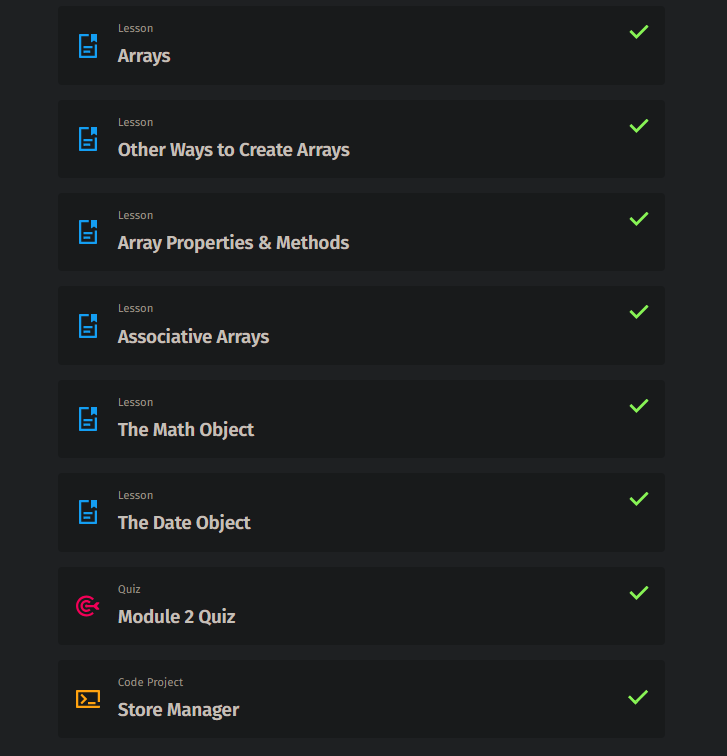 Lesson
Arrays
Lesson
Other Ways to Create Arrays
Lesson
Array Properties & Methods
Lesson
Associative Arrays
Lesson
The Math Object
Lesson
The Date Object
Quiz
Module 2 Quiz
Code Project
Store Manager